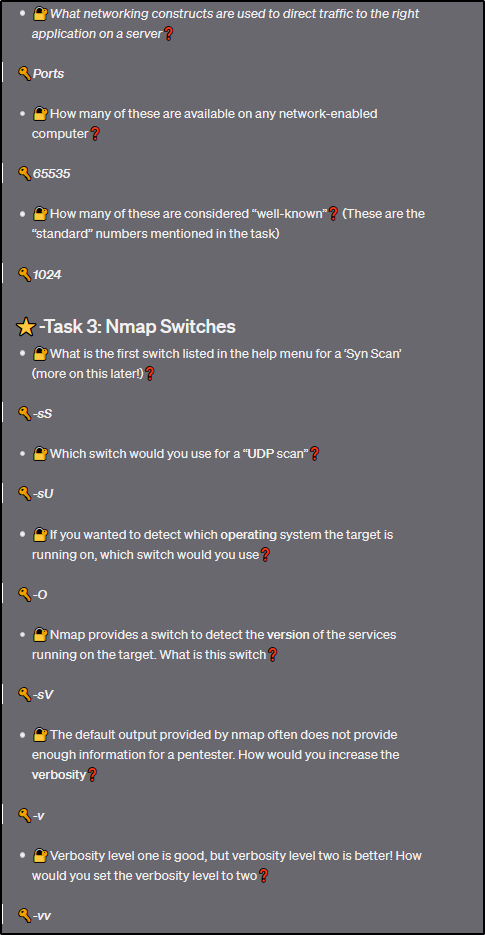 • 🔐What networking constructs are used to direct traffic to the right
application on a server❓
🔑Ports
• 🔐How many of these are available on any network-enabled
computer❓
🔑65535
• 🔐How many of these are considered “well-known”❓ (These are the
“standard” numbers mentioned in the task)
🔑1024
⭐-Task 3: Nmap Switches
• 🔐What is the first switch listed in the help menu for a ‘Syn Scan’
(more on this later!)❓
🔑-sS
• 🔐Which switch would you use for a “UDP scan”❓
🔑-sU
• 🔐If you wanted to detect which operating system the target is
running on, which switch would you use❓
🔑-O
• 🔐Nmap provides a switch to detect the version of the services
running on the target. What is this switch❓
🔑-sV
• 🔐The default output provided by nmap often does not provide
enough information for a pentester. How would you increase the
verbosity❓
🔑-v
• 🔐Verbosity level one is good, but verbosity level two is better! How
would you set the verbosity level to two❓
🔑-vv